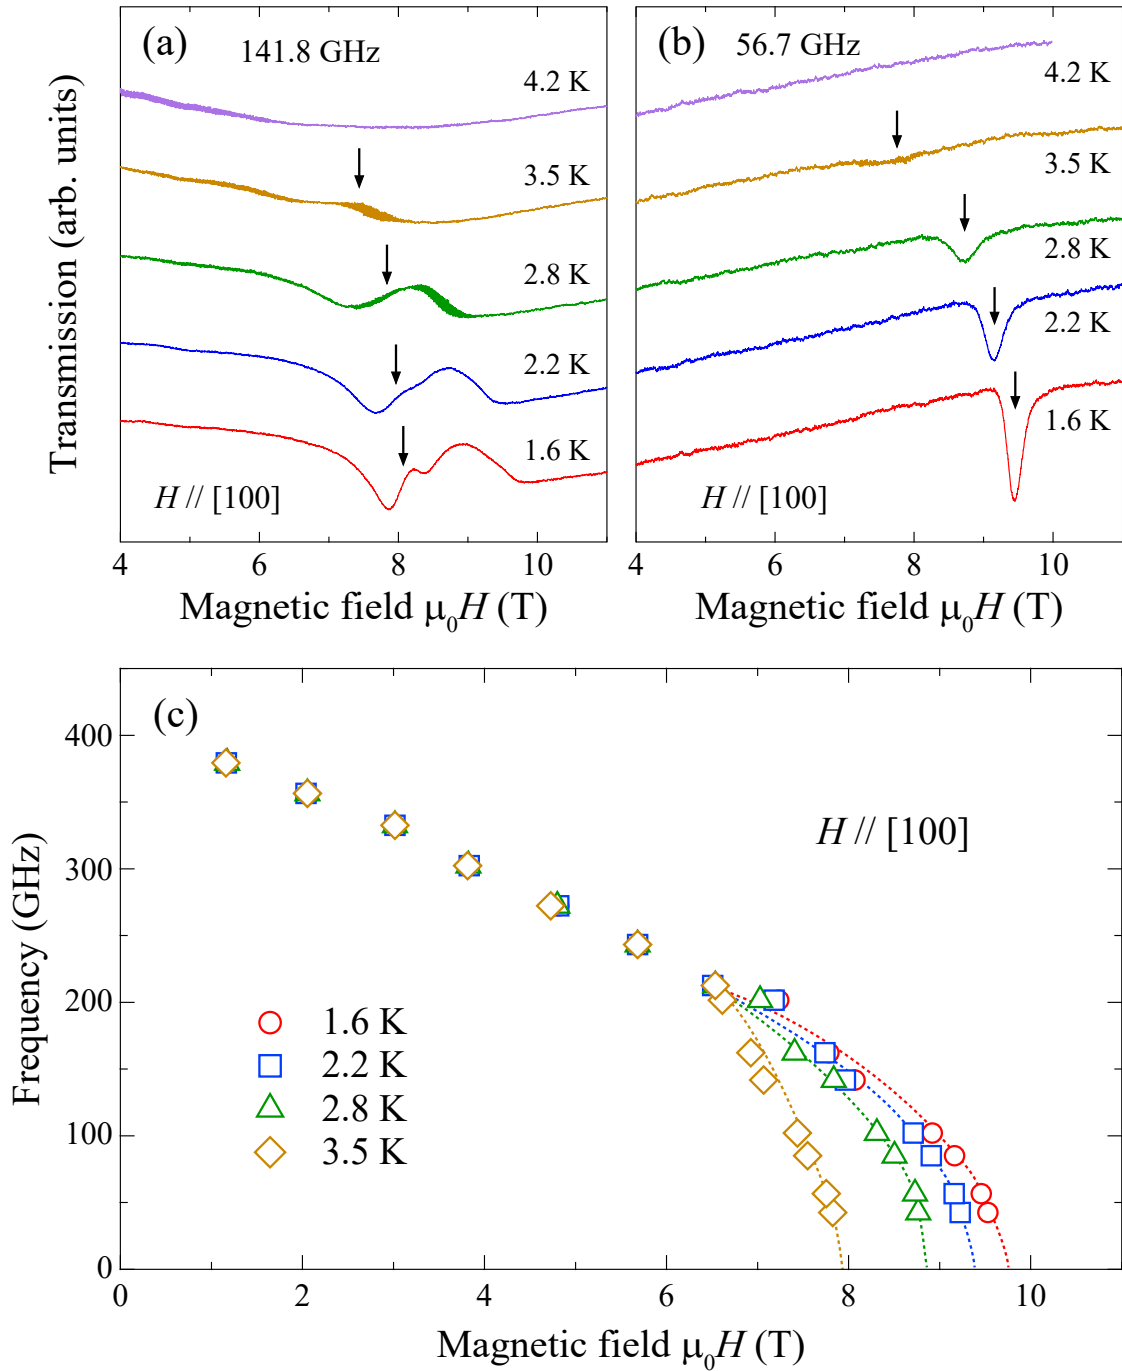 (a)
141.8 GHz
4.2 K
3.5 K
2.8 K
2.2 K
1.6 K
H // [100]
Transmission (arb. units)
4 6 8 10
Magnetic field μ₀H (T)
(b)
56.7 GHz
4.2 K
3.5 K
2.8 K
2.2 K
1.6 K
H // [100]
4 6 8 10
Magnetic field μ₀H (T)
(c)
H // [100]
400
300
200
100
0
Frequency (GHz)
1.6 K
2.2 K
2.8 K
3.5 K
0 2 4 6 8 10
Magnetic field μ₀H (T)